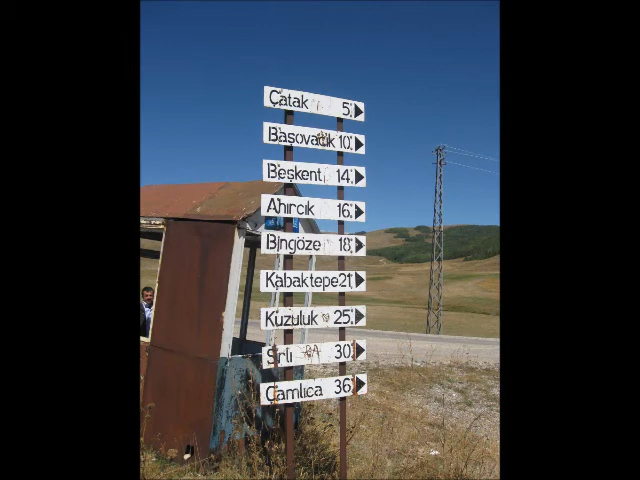 Çatak 5
Başovacık 10
Beşkent 14
Ahırcık 16
Bingöze 18
Kabaktepe 21
Kuzuluk 25
Sırlı 30
Çamlıca 36